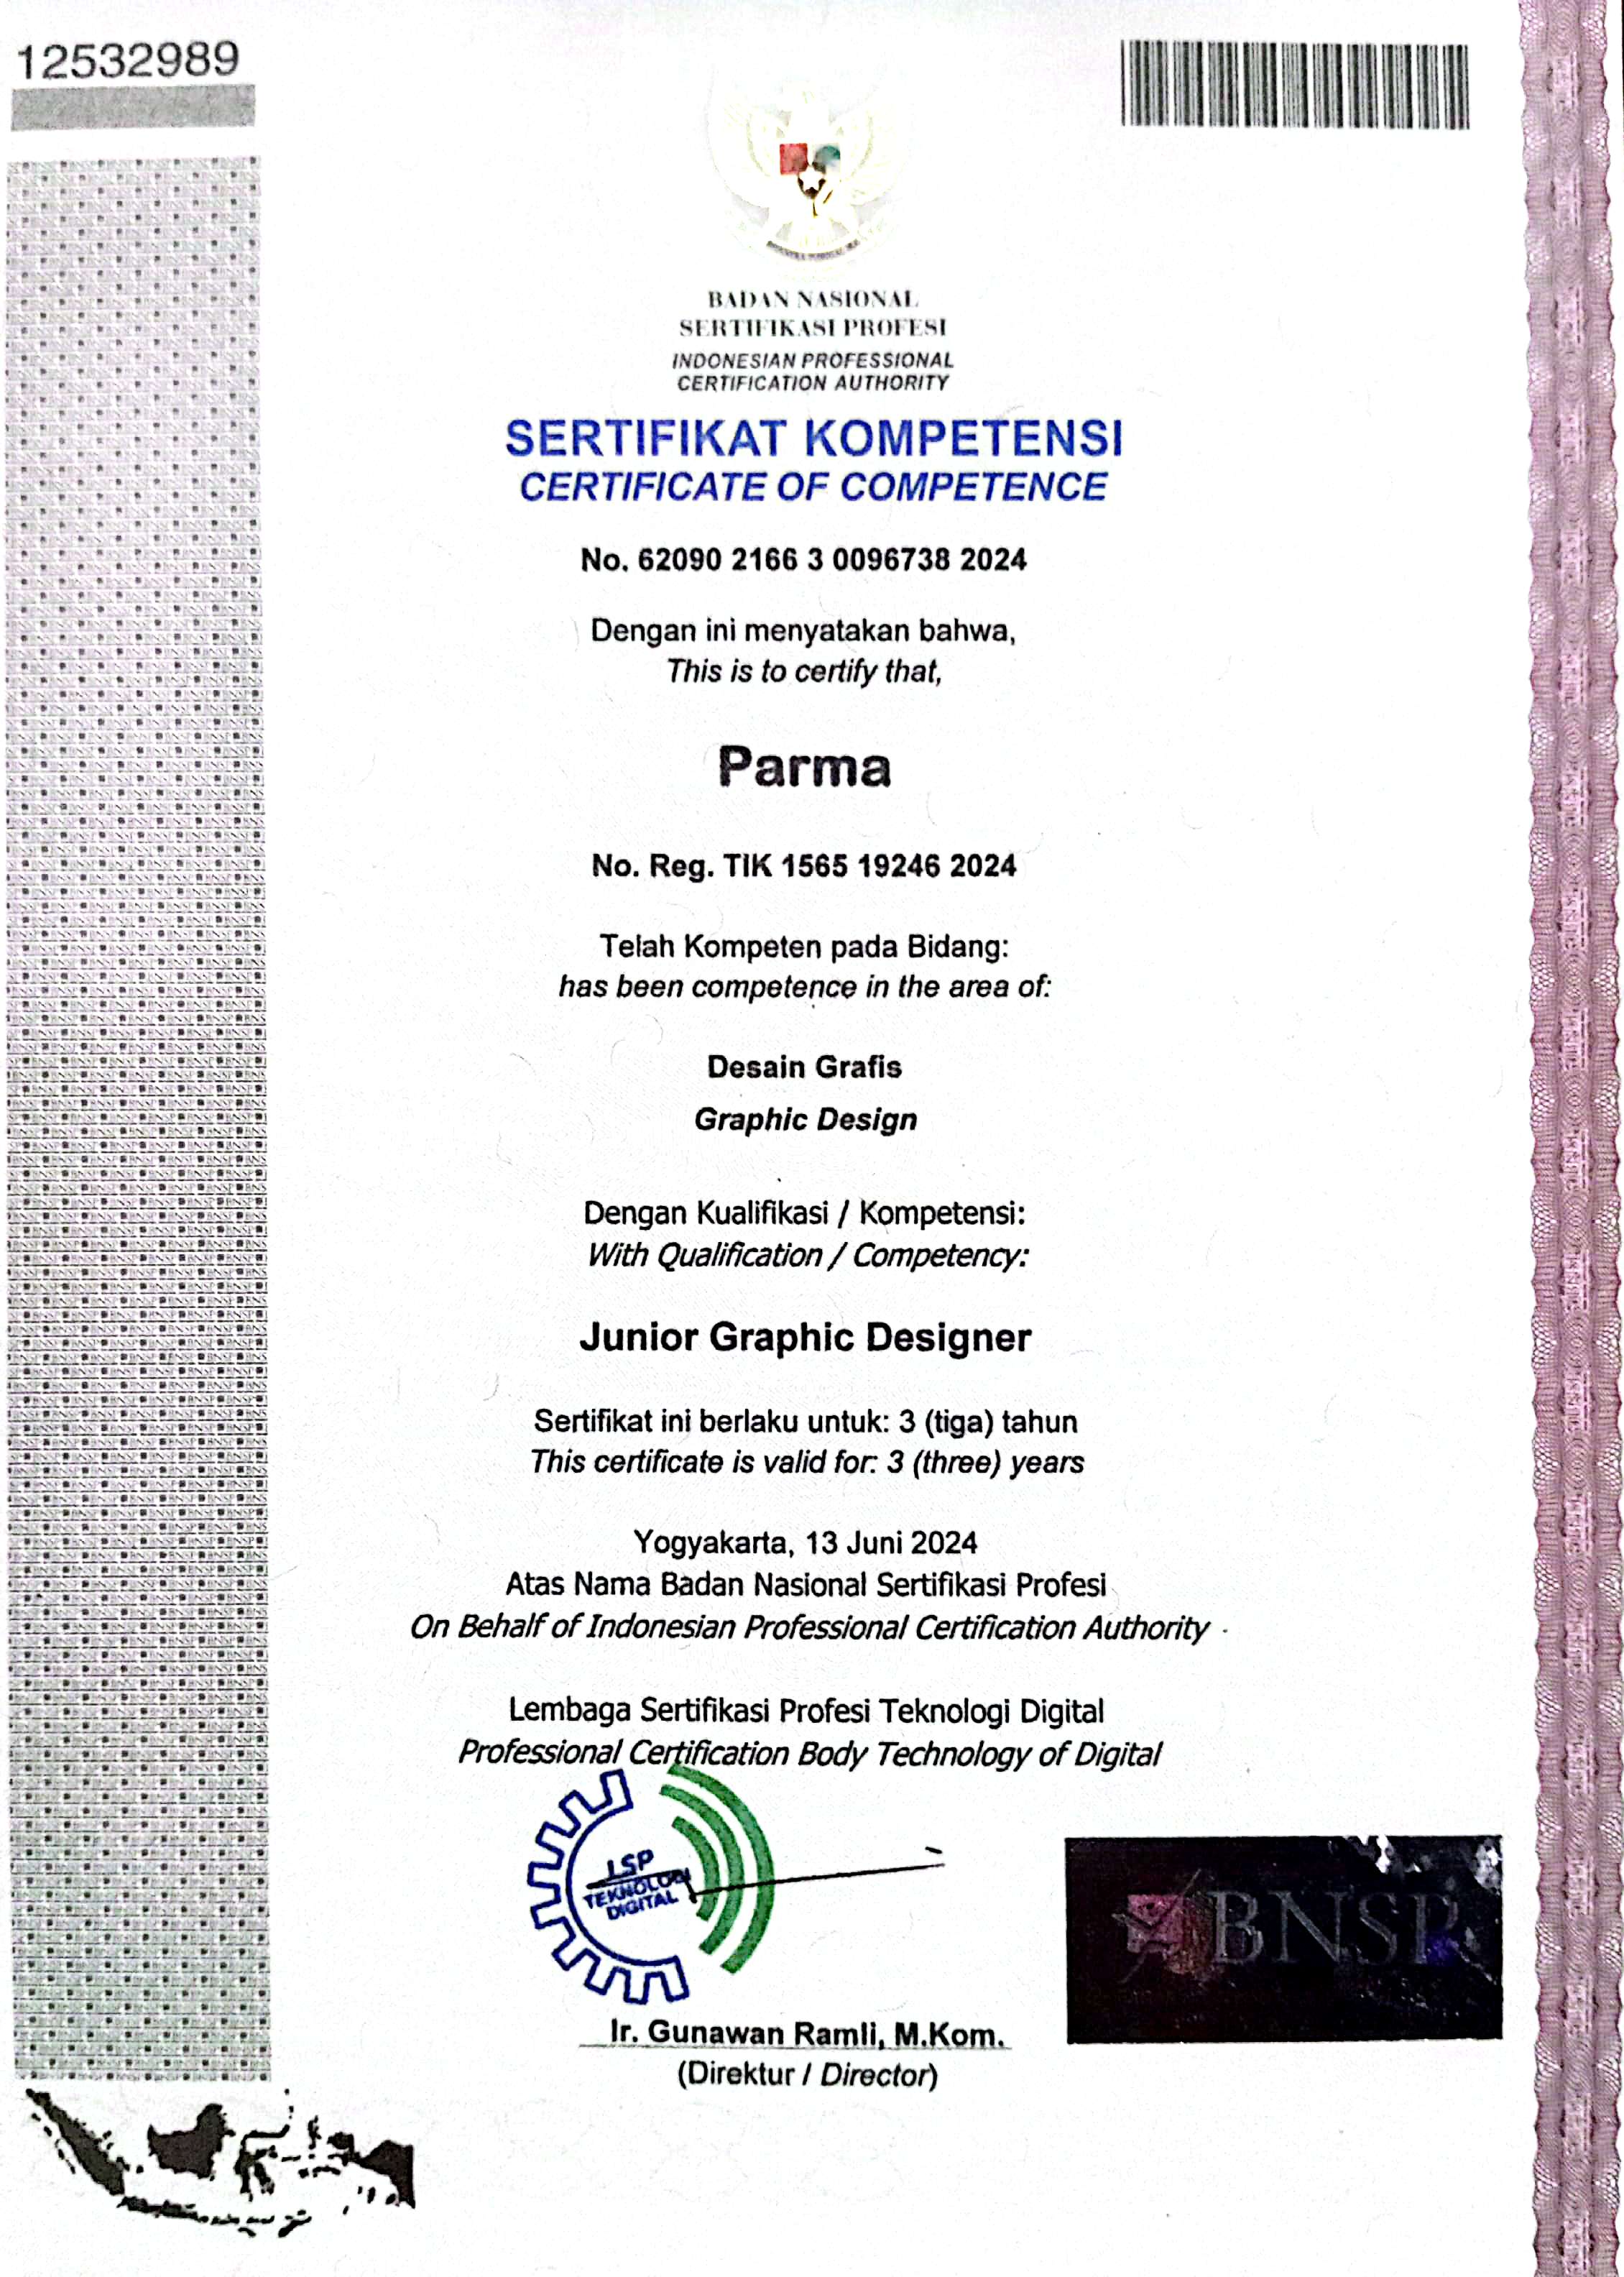 12532989
BADAN NASIONAL
SERTIFIKASI PROFESI
INDONESIAN PROFESSIONAL
CERTIFICATION AUTHORITY
SERTIFIKAT KOMPETENSI
CERTIFICATE OF COMPETENCE
No. 62090 2166 3 0096738 2024
Dengan ini menyatakan bahwa,
This is to certify that,
Parma
No. Reg. TIK 1565 19246 2024
Telah Kompeten pada Bidang:
has been competence in the area of:
Desain Grafis
Graphic Design
Dengan Kualifikasi / Kompetensi:
With Qualification / Competency:
Junior Graphic Designer
Sertifikat ini berlaku untuk: 3 (tiga) tahun
This certificate is valid for: 3 (three) years
Yogyakarta, 13 Juni 2024
Atas Nama Badan Nasional Sertifikasi Profesi
On Behalf of Indonesian Professional Certification Authority
Lembaga Sertifikasi Profesi Teknologi Digital
Professional Certification Body Technology of Digital
LSP
TEKNOLOGI
DIGITAL
BNSP
Ir. Gunawan Ramli, M.Kom.
(Direktur / Director)